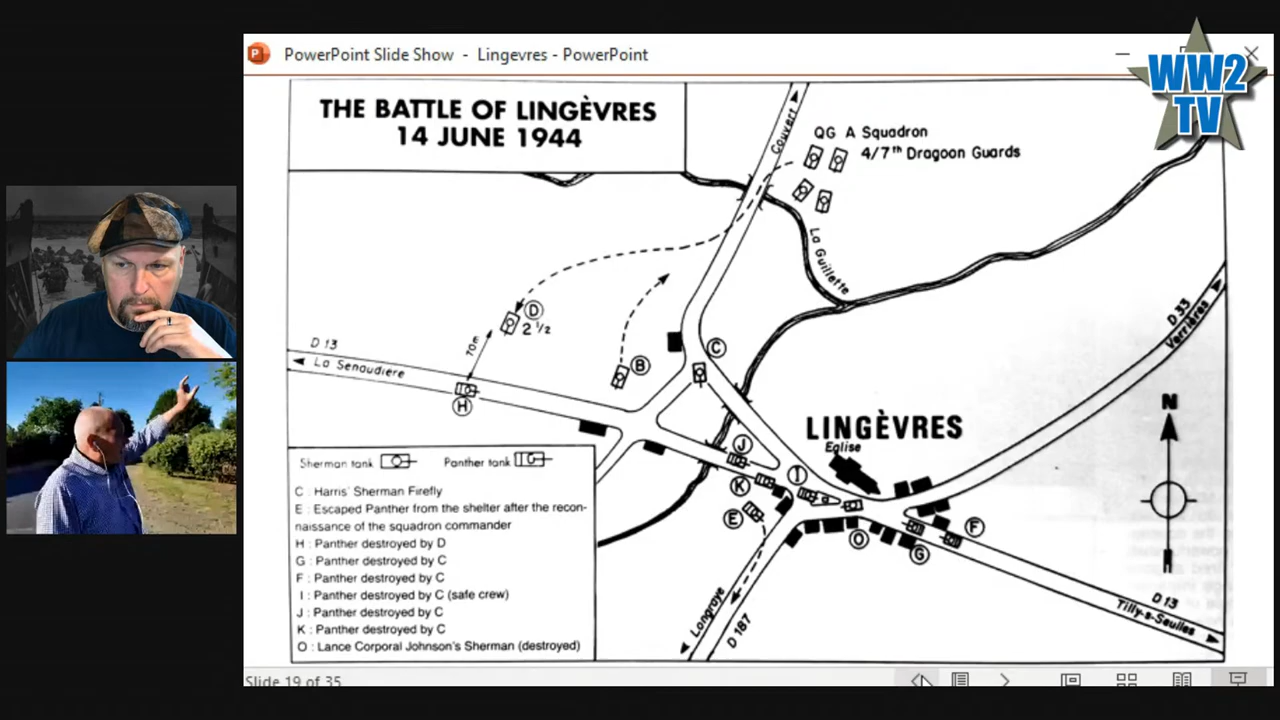 PowerPoint Slide Show - Lingevres - PowerPoint
WW2
TV
THE BATTLE OF LINGÈVRES
14 JUNE 1944
Couvert
QG A Squadron
4/7th Dragoon Guards
La Guillette
D 33
Verrières
D
2 ½
70m
D 13
La Senaudière
H
B
C
LINGÈVRES
Eglise
N
J
I
K
E
O
G
F
Longraye
D 187
D 13
Tilly-s-Seulles
Sherman tank
Panther tank
C : Harris' Sherman Firefly
E : Escaped Panther from the shelter after the recon-
naissance of the squadron commander
H : Panther destroyed by D
G : Panther destroyed by C
F : Panther destroyed by C
I : Panther destroyed by C (safe crew)
J : Panther destroyed by C
K : Panther destroyed by C
O : Lance Corporal Johnson's Sherman (destroyed)
Slide 19 of 35